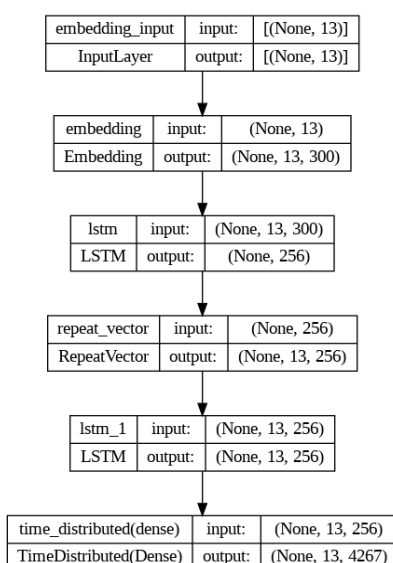 embedding_input input: [(None, 13)]
InputLayer output: [(None, 13)]
embedding input: (None, 13)
Embedding output: (None, 13, 300)
lstm input: (None, 13, 300)
LSTM output: (None, 256)
repeat_vector input: (None, 256)
RepeatVector output: (None, 13, 256)
lstm_1 input: (None, 13, 256)
LSTM output: (None, 13, 256)
time_distributed(dense) input: (None, 13, 256)
TimeDistributed(Dense) output: (None, 13, 4267)